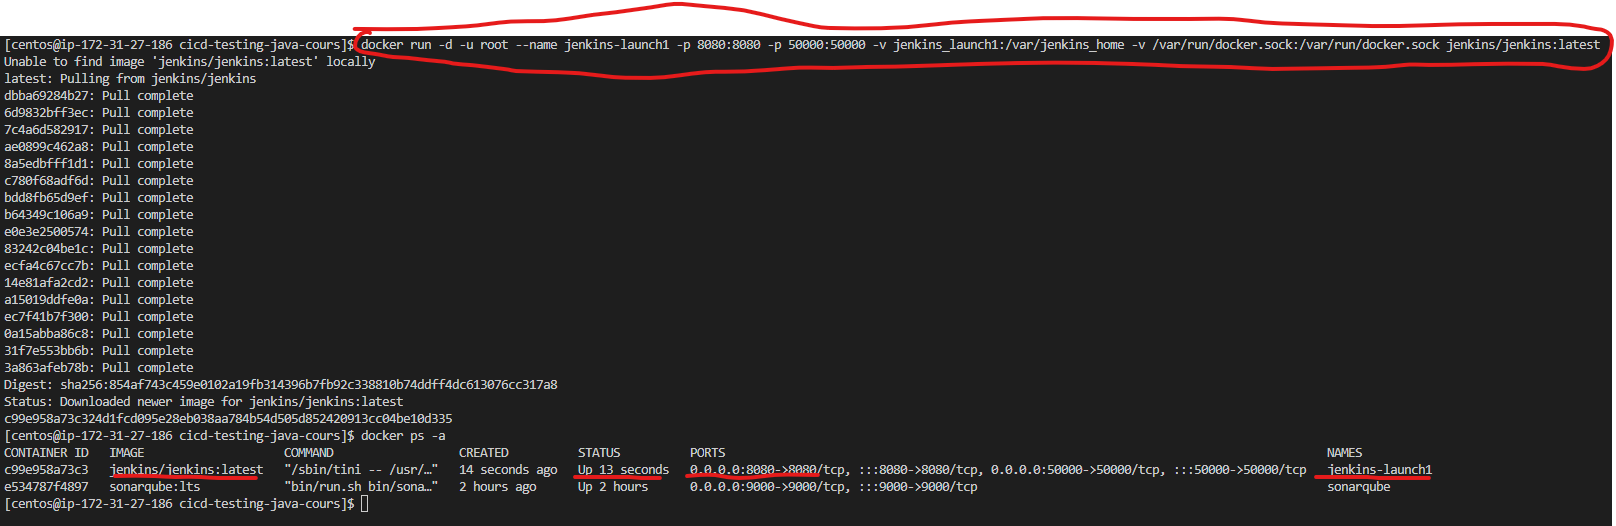 [centos@ip-172-31-27-186 cicd-testing-java-cours]$ docker run -d -u root --name jenkins-launch1 -p 8080:8080 -p 50000:50000 -v jenkins_launch1:/var/jenkins_home -v /var/run/docker.sock:/var/run/docker.sock jenkins/jenkins:latest
Unable to find image 'jenkins/jenkins:latest' locally
latest: Pulling from jenkins/jenkins
dbba69284b27: Pull complete
6d9832bff3ec: Pull complete
7c4a6d582917: Pull complete
ae0899c462a8: Pull complete
8a5edbfff1d1: Pull complete
c780f68adf6d: Pull complete
bdd8fb65d9ef: Pull complete
b64349c106a9: Pull complete
e0e3e2500574: Pull complete
83242c04be1c: Pull complete
ecfa4c67cc7b: Pull complete
14e81afa2cd2: Pull complete
a15019ddfe0a: Pull complete
ec7f41b7f300: Pull complete
0a15abba86c8: Pull complete
31f7e553bb6b: Pull complete
3a863afeb78b: Pull complete
Digest: sha256:854af743c459e0102a19fb314396b7fb92c338810b74ddff4dc613076cc317a8
Status: Downloaded newer image for jenkins/jenkins:latest
c99e958a73c324d1fcd095e28eb038aa784b54d505d852420913cc04be10d335
[centos@ip-172-31-27-186 cicd-testing-java-cours]$ docker ps -a
CONTAINER ID   IMAGE                    COMMAND                  CREATED          STATUS          PORTS                                                                                      NAMES
c99e958a73c3   jenkins/jenkins:latest   "/sbin/tini -- /usr/…"   14 seconds ago   Up 13 seconds   0.0.0.0:8080->8080/tcp, :::8080->8080/tcp, 0.0.0.0:50000->50000/tcp, :::50000->50000/tcp   jenkins-launch1
e534787f4897   sonarqube:lts            "bin/run.sh bin/sona…"   2 hours ago      Up 2 hours      0.0.0.0:9000->9000/tcp, :::9000->9000/tcp                                                  sonarqube
[centos@ip-172-31-27-186 cicd-testing-java-cours]$